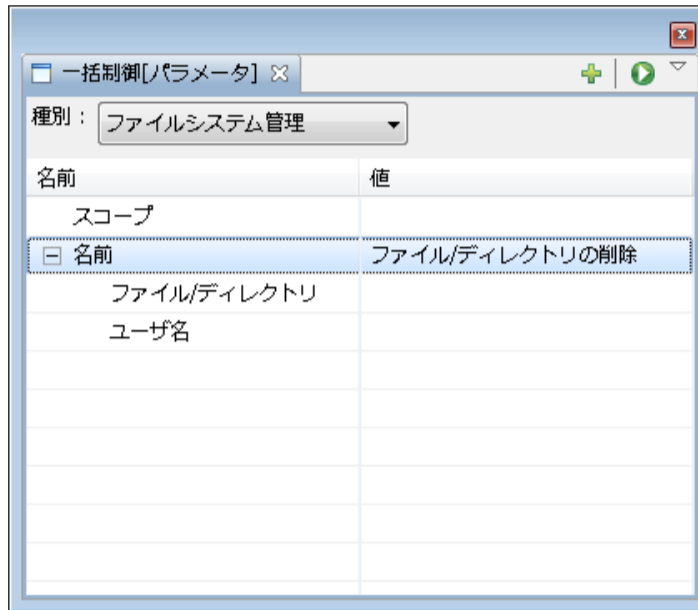 一括制御[パラメータ]
種別： ファイルシステム管理
名前 値
スコープ
名前 ファイル/ディレクトリの削除
ファイル/ディレクトリ
ユーザ名